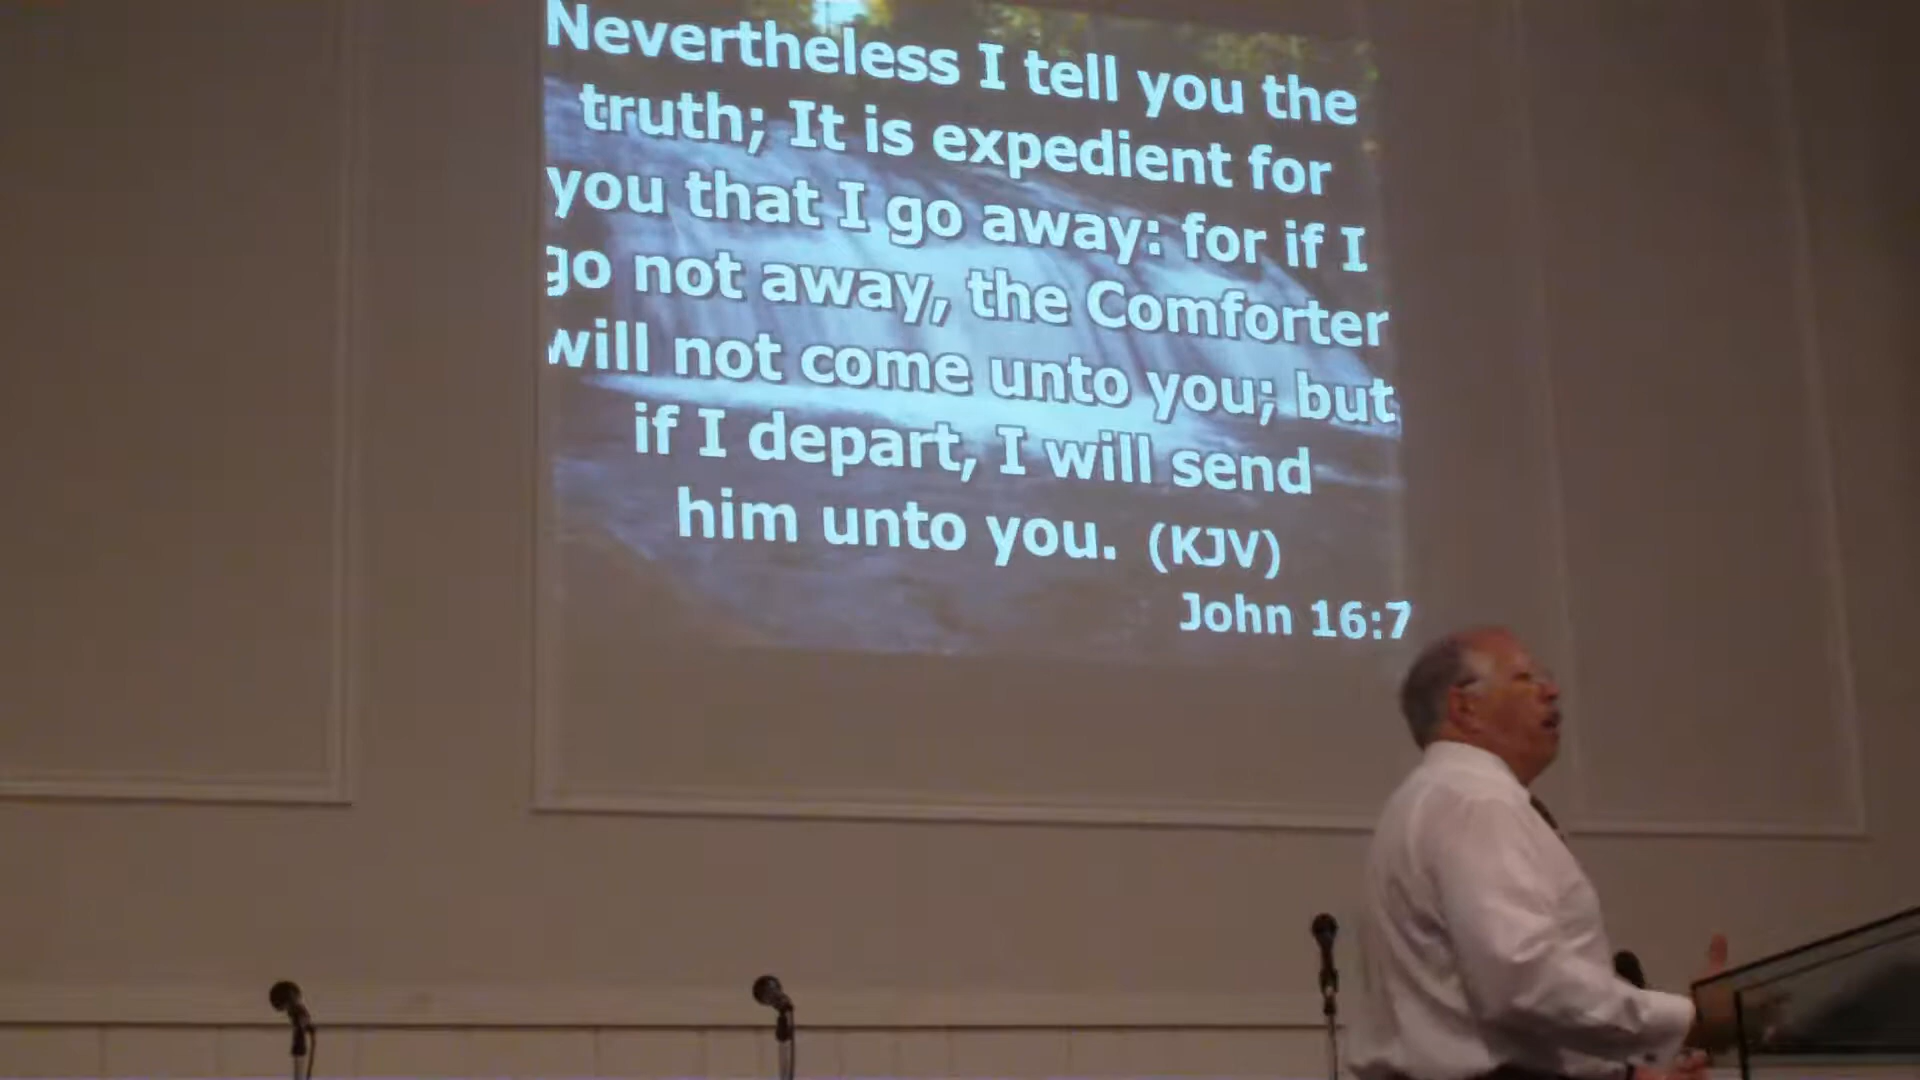 Nevertheless I tell you the
truth; It is expedient for
you that I go away: for if I
go not away, the Comforter
will not come unto you; but
if I depart, I will send
him unto you. (KJV)
John 16:7